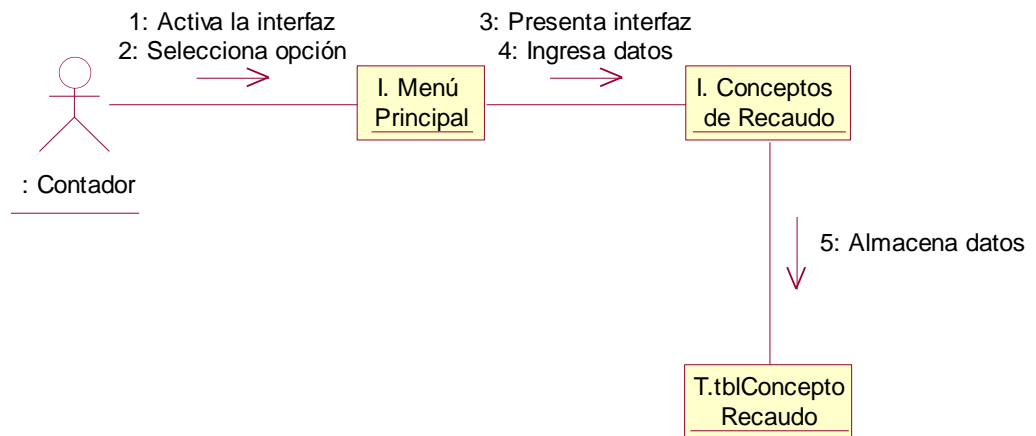 1: Activa la interfaz
2: Selecciona opción
3: Presenta interfaz
4: Ingresa datos
I. Menú
Principal
I. Conceptos
de Recaudo
: Contador
5: Almacena datos
T.tblConcepto
Recaudo